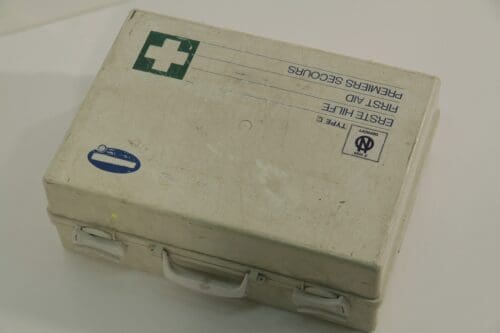 TYPE C
ERSTE HILFE
FIRST AID
PREMIERS SECOURS